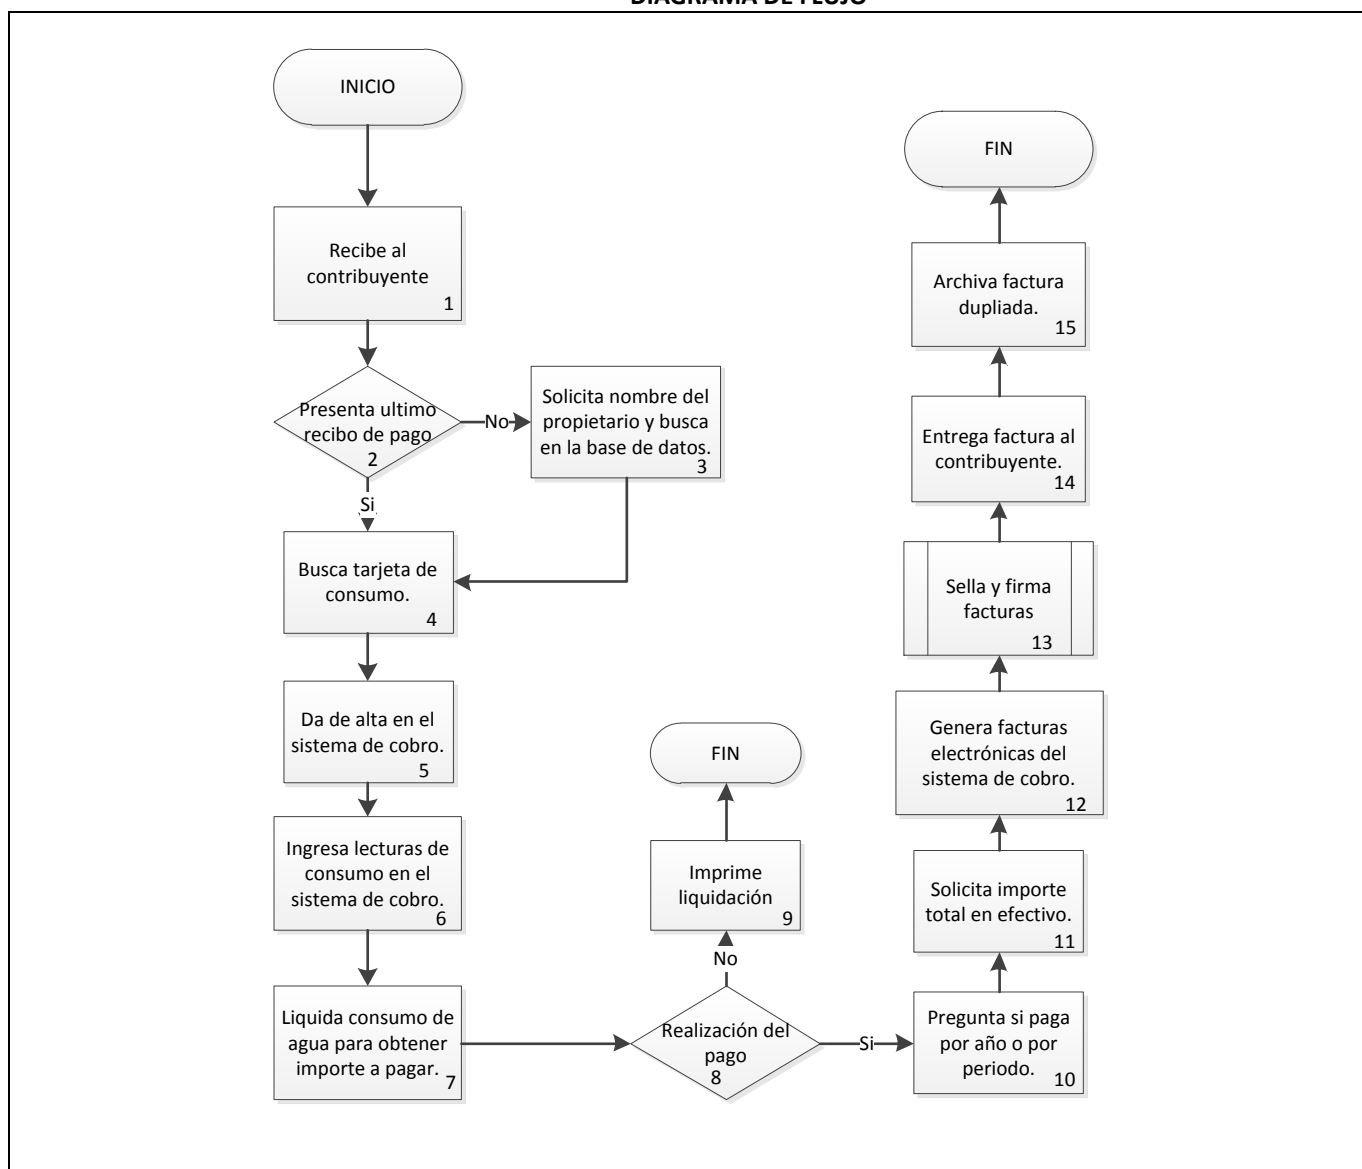 DIAGRAMA DE FLUJO
INICIO
Recibe al
contribuyente
1
Presenta ultimo
recibo de pago
2
No
Solicita nombre del
propietario y busca
en la base de datos.
3
Si
Busca tarjeta de
consumo.
4
Da de alta en el
sistema de cobro.
5
Ingresa lecturas de
consumo en el
sistema de cobro.
6
Liquida consumo de
agua para obtener
importe a pagar.
7
Realización del
pago
8
No
Imprime
liquidación
9
FIN
Si
Pregunta si paga
por año o por
periodo.
10
Solicita importe
total en efectivo.
11
Genera facturas
electrónicas del
sistema de cobro.
12
Sella y firma
facturas
13
Entrega factura al
contribuyente.
14
Archiva factura
dupliada.
15
FIN